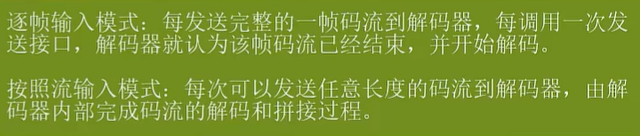 逐帧输入模式：每发送完整的一帧码流到解码器，每调用一次发
送接口，解码器就认为该帧码流已经结束，并开始解码。
按照流输入模式：每次可以发送任意长度的码流到解码器，由解
码器内部完成码流的解码和拼接过程。